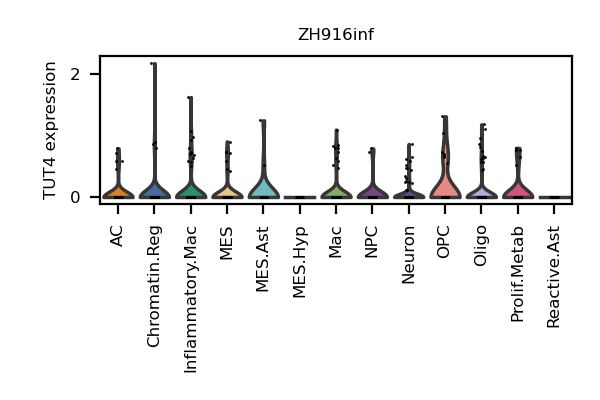 ZH916inf
TUT4 expression
2
0
AC
Chromatin.Reg
Inflammatory.Mac
MES
MES.Ast
MES.Hyp
Mac
NPC
Neuron
OPC
Oligo
Prolif.Metab
Reactive.Ast